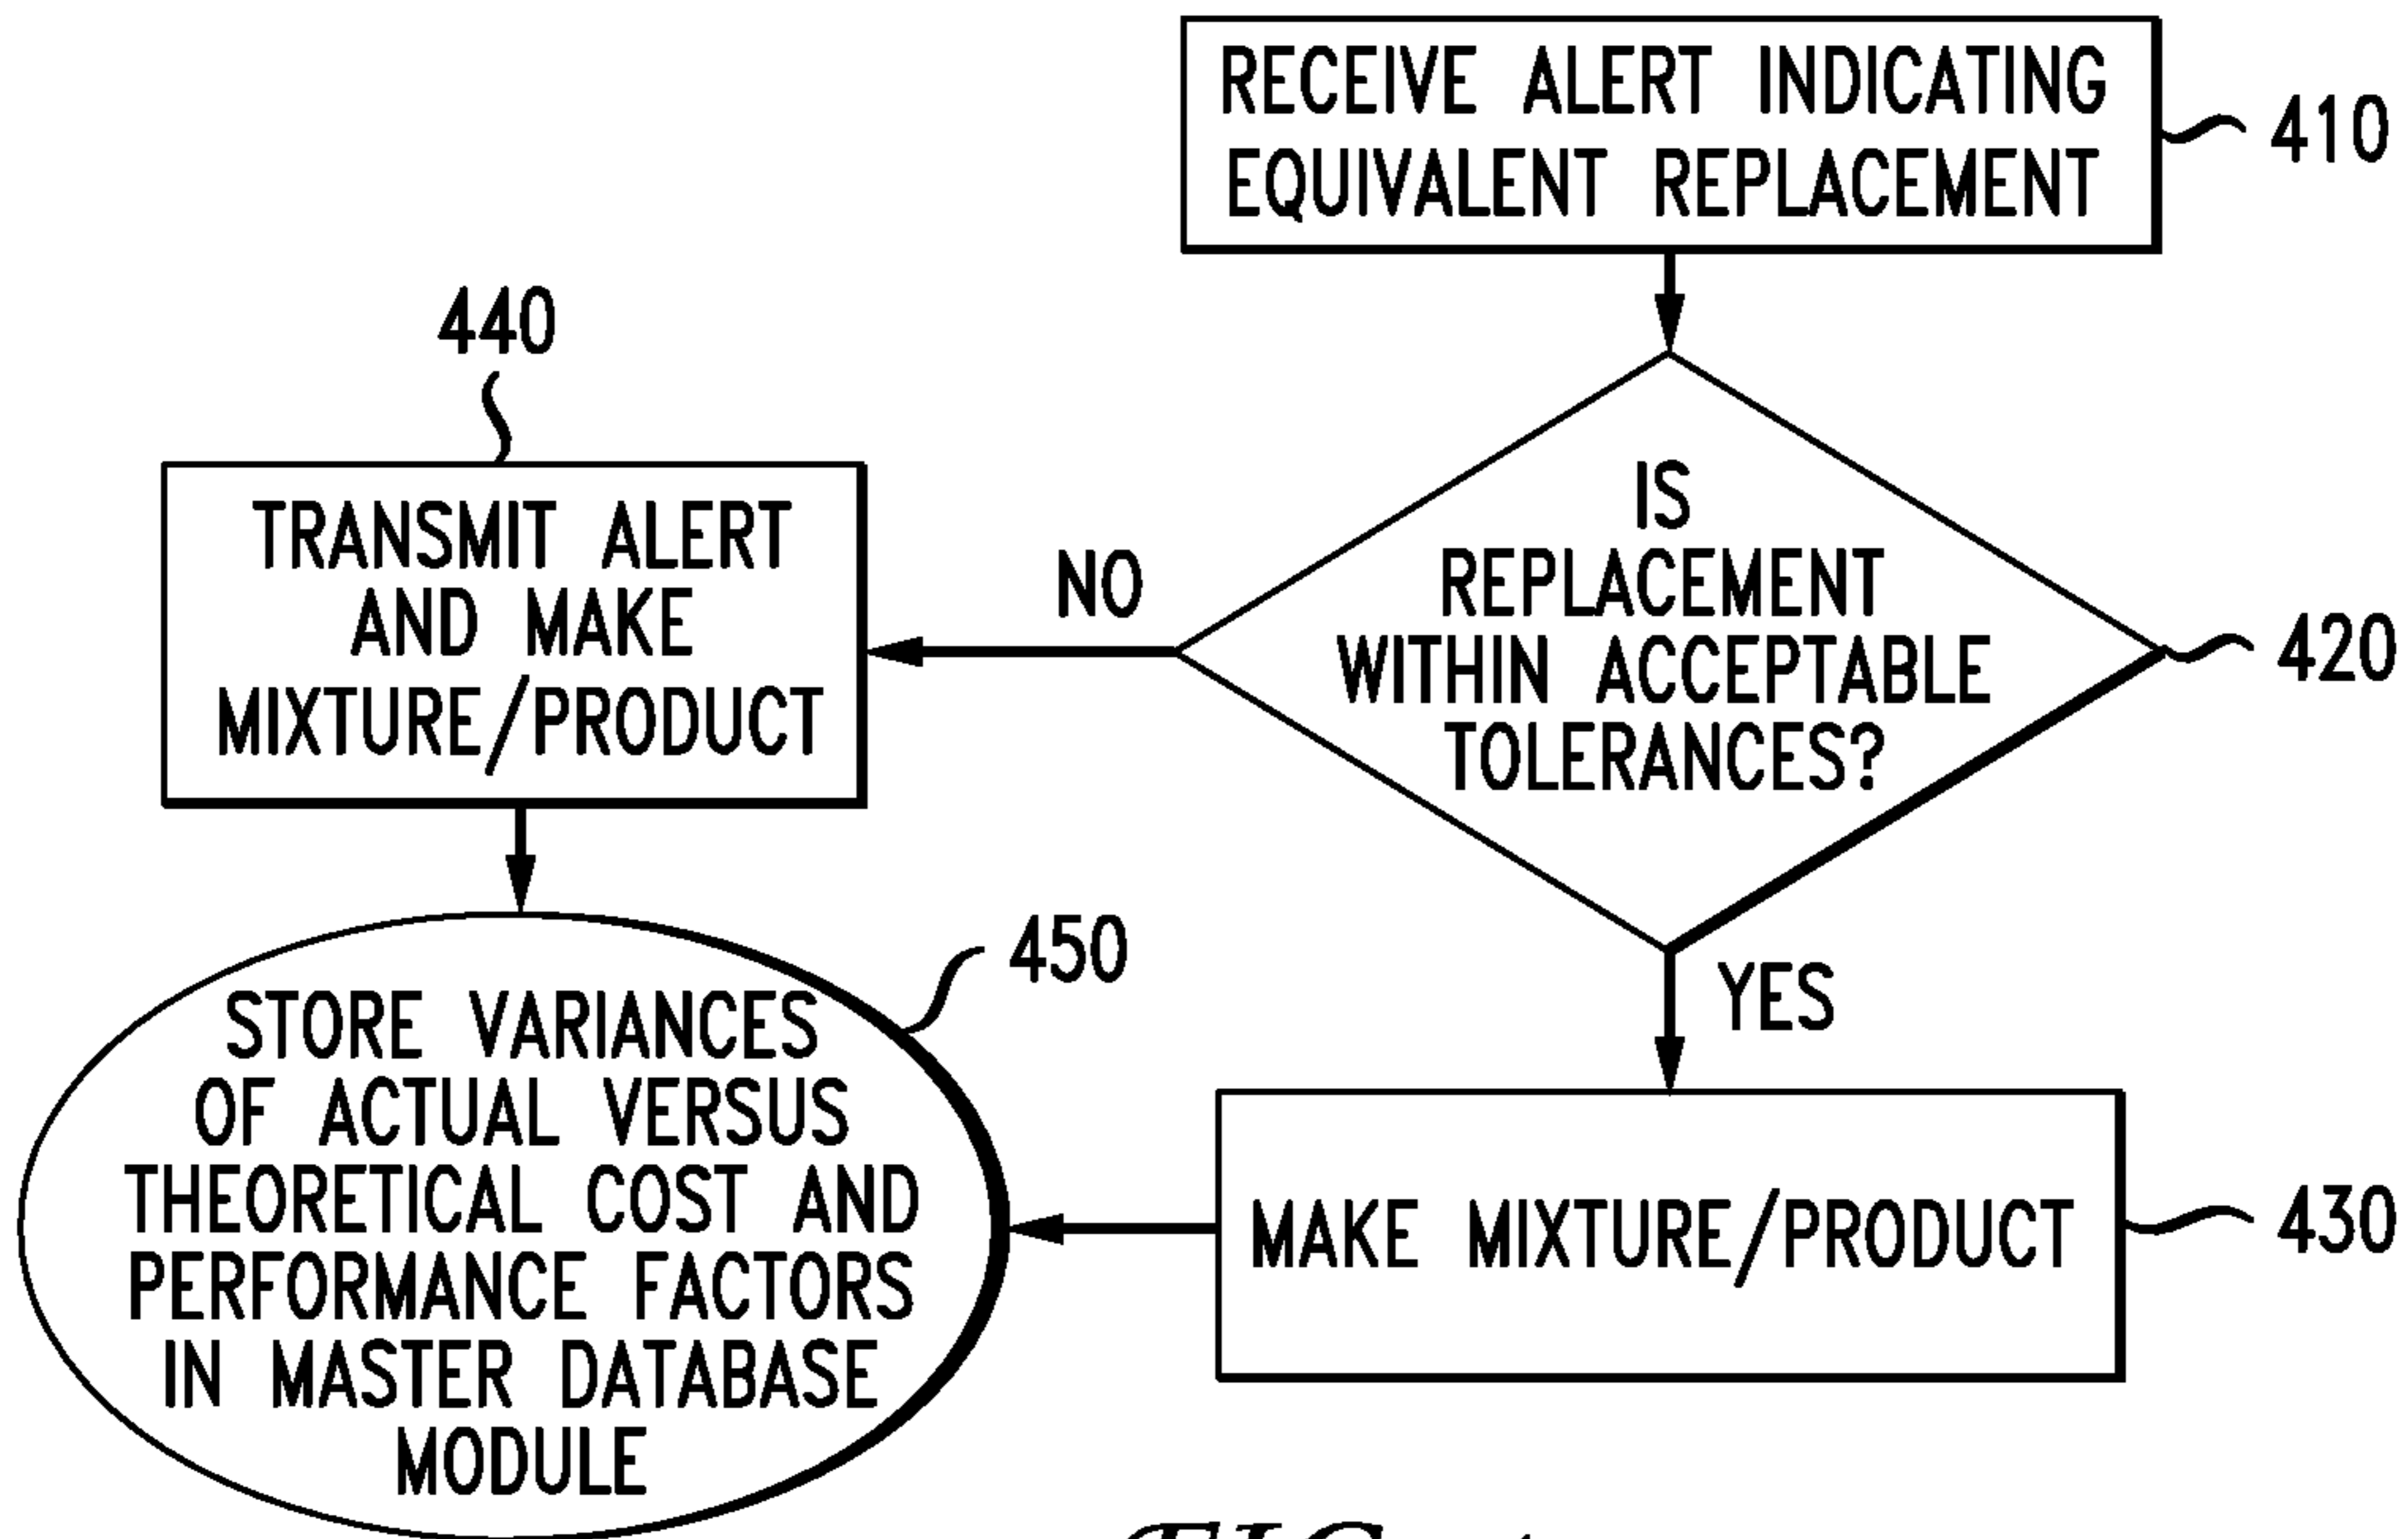 RECEIVE ALERT INDICATING
EQUIVALENT REPLACEMENT
410
IS
REPLACEMENT
WITHIN ACCEPTABLE
TOLERANCES?
420
NO
YES
440
TRANSMIT ALERT
AND MAKE
MIXTURE/PRODUCT
MAKE MIXTURE/PRODUCT
430
450
STORE VARIANCES
OF ACTUAL VERSUS
THEORETICAL COST AND
PERFORMANCE FACTORS
IN MASTER DATABASE
MODULE